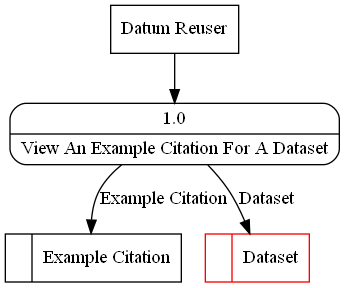 Datum Reuser
1.0
View An Example Citation For A Dataset
Example Citation
Dataset
Example Citation
Dataset